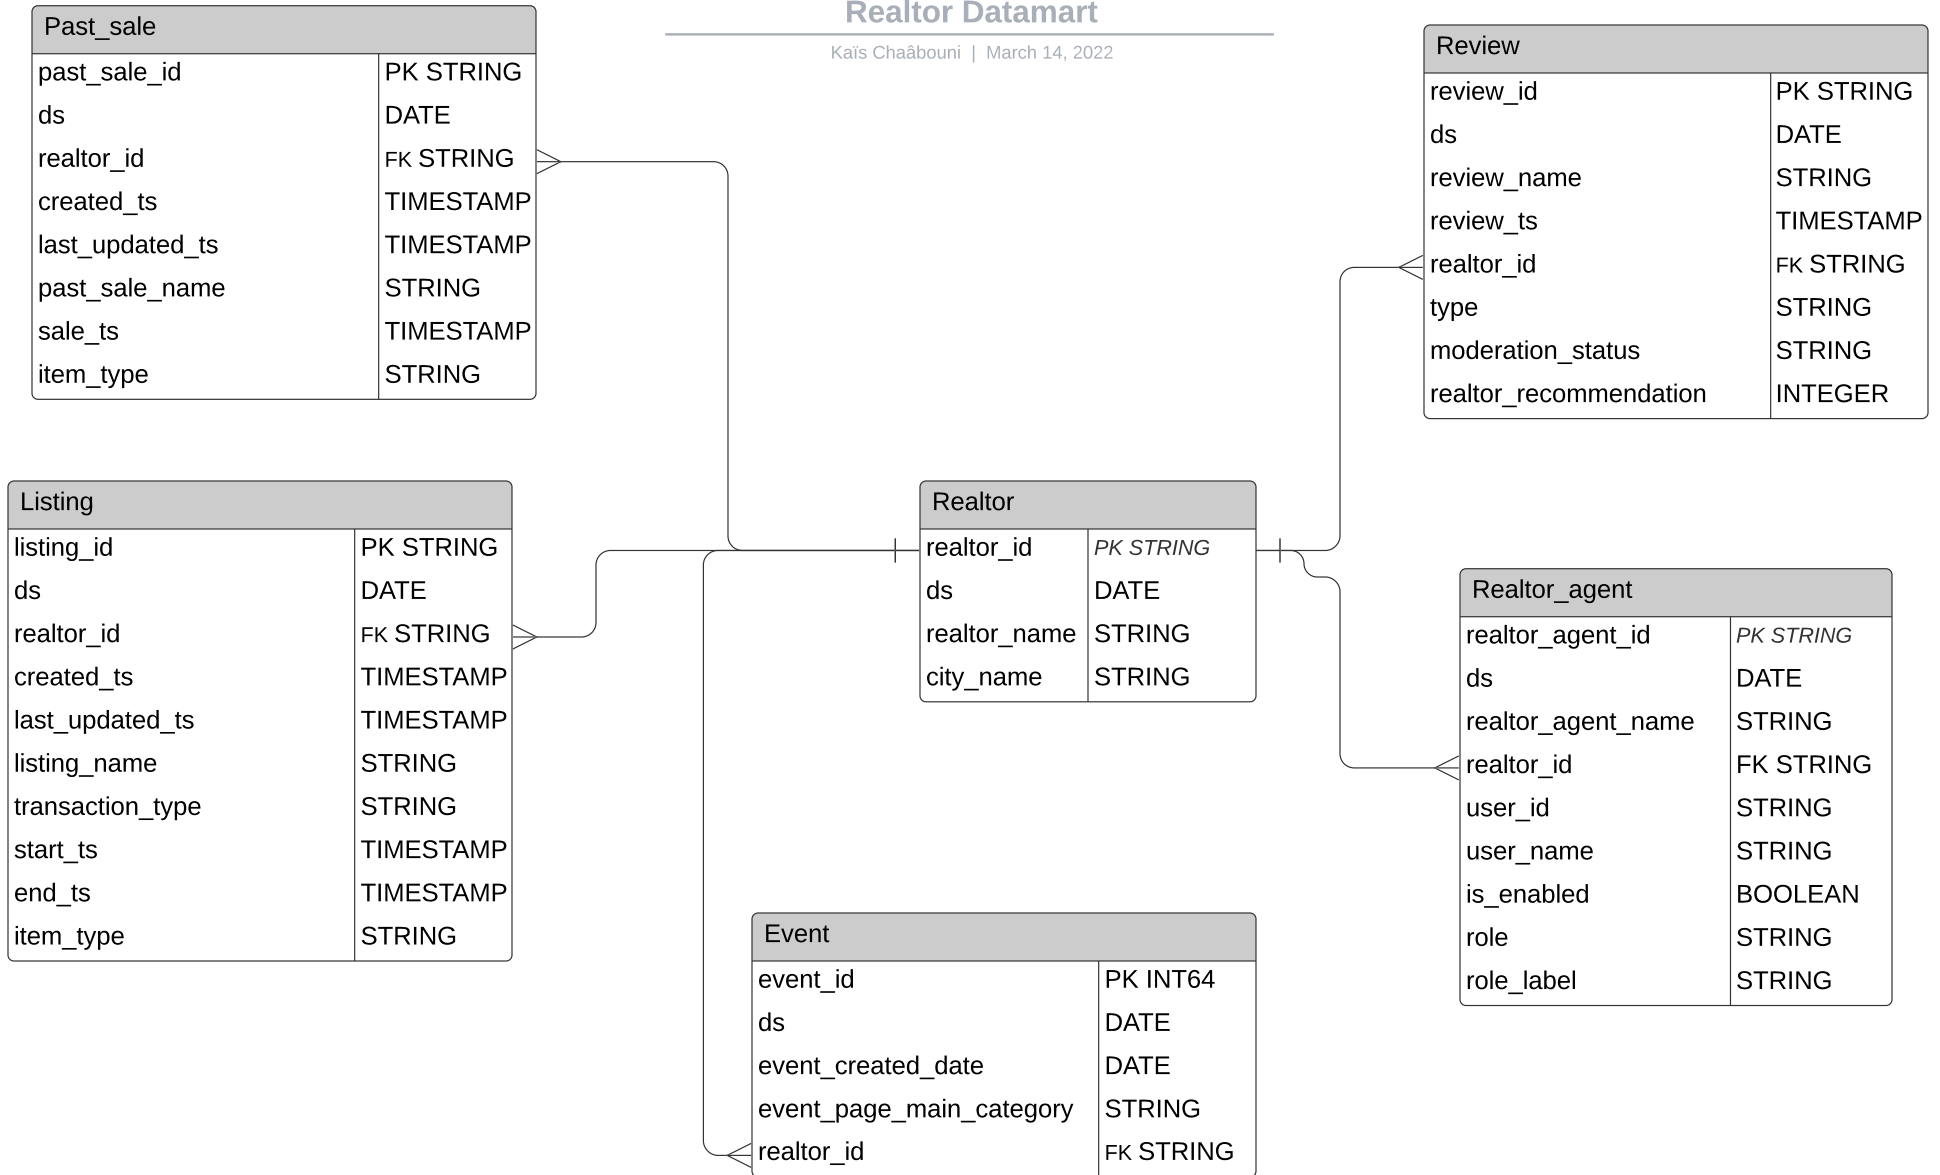 Realtor Datamart
Kaïs Chaâbouni | March 14, 2022
Past_sale
past_sale_id PK STRING
ds DATE
realtor_id FK STRING
created_ts TIMESTAMP
last_updated_ts TIMESTAMP
past_sale_name STRING
sale_ts TIMESTAMP
item_type STRING
Review
review_id PK STRING
ds DATE
review_name STRING
review_ts TIMESTAMP
realtor_id FK STRING
type STRING
moderation_status STRING
realtor_recommendation INTEGER
Listing
listing_id PK STRING
ds DATE
realtor_id FK STRING
created_ts TIMESTAMP
last_updated_ts TIMESTAMP
listing_name STRING
transaction_type STRING
start_ts TIMESTAMP
end_ts TIMESTAMP
item_type STRING
Realtor
realtor_id PK STRING
ds DATE
realtor_name STRING
city_name STRING
Realtor_agent
realtor_agent_id PK STRING
ds DATE
realtor_agent_name STRING
realtor_id FK STRING
user_id STRING
user_name STRING
is_enabled BOOLEAN
role STRING
role_label STRING
Event
event_id PK INT64
ds DATE
event_created_date DATE
event_page_main_category STRING
realtor_id FK STRING